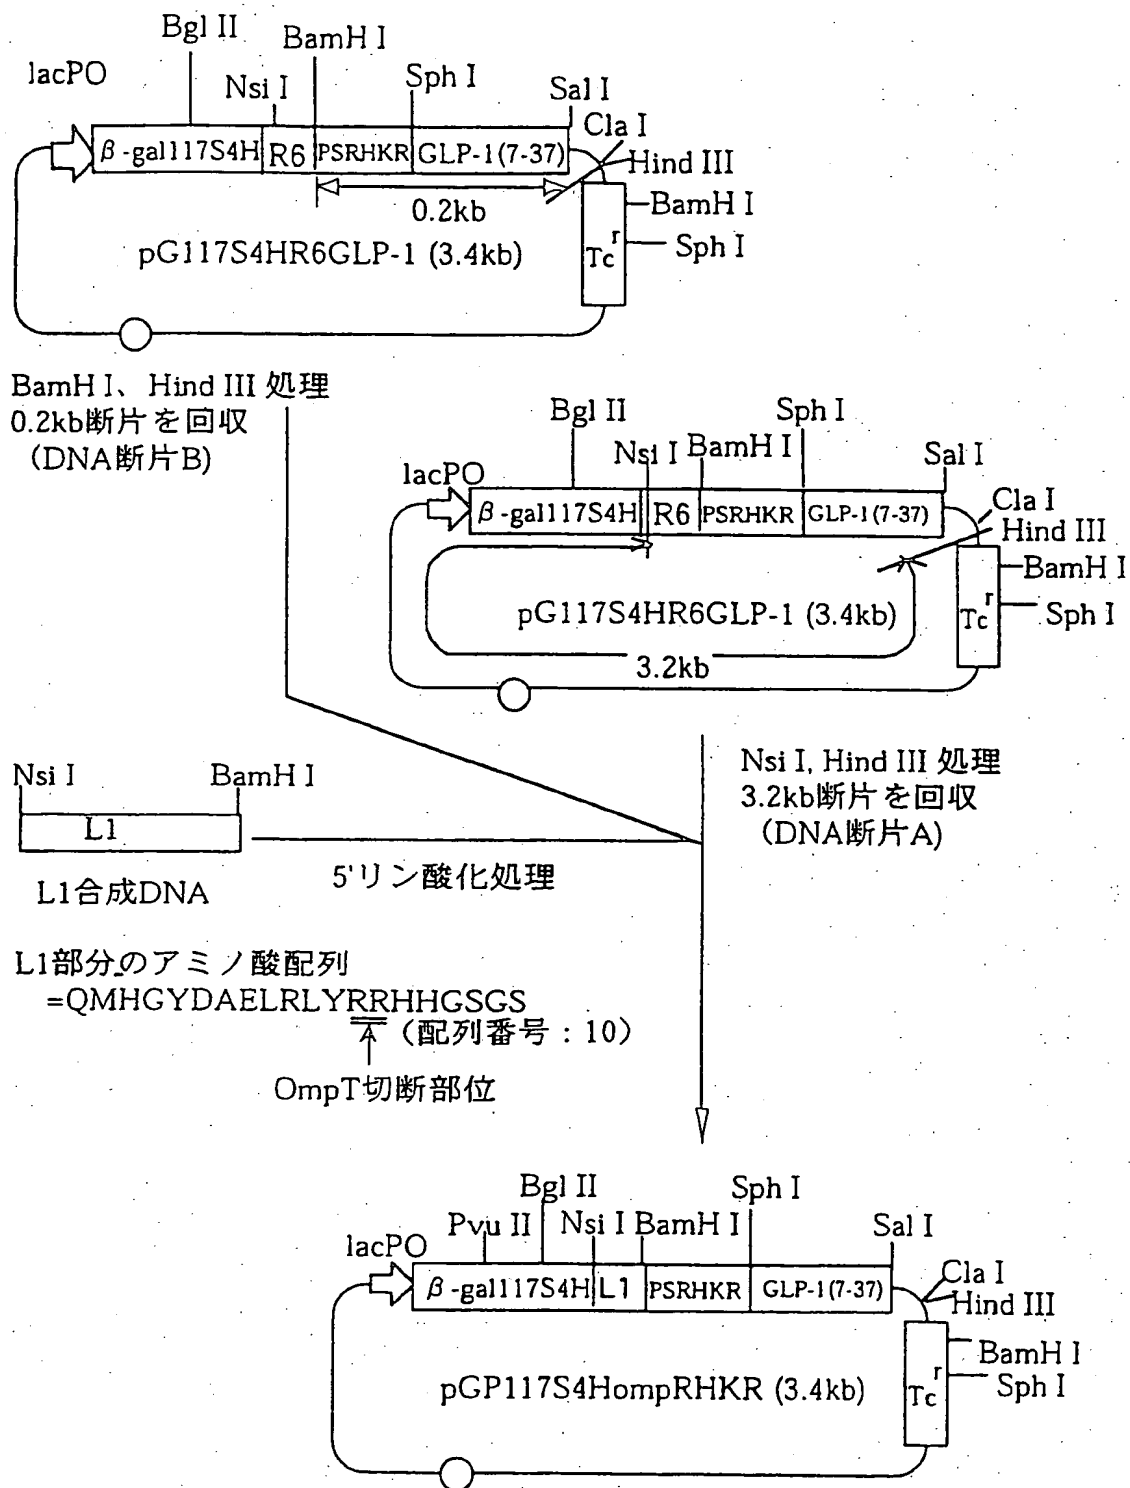 Bgl II
BamH I
lacPO
Nsi I
Sph I
Sal I
Cla I
Hind III
β-gal117S4H R6 PSRHKR GLP-1(7-37)
0.2kb
BamH I
Tc r
Sph I
pG117S4HR6GLP-1 (3.4kb)
BamH I、Hind III 処理
0.2kb断片を回収
(DNA断片B)
Bgl II
Sph I
Nsi I
BamH I
Sal I
lacPO
Cla I
Hind III
β-gal117S4H R6 PSRHKR GLP-1(7-37)
BamH I
Tc r
Sph I
pG117S4HR6GLP-1 (3.4kb)
3.2kb
Nsi I, Hind III 処理
3.2kb断片を回収
(DNA断片A)
Nsi I
BamH I
L1
5'リン酸化処理
L1合成DNA
L1部分のアミノ酸配列
=QMHGYDAELRLYRRHHGSGS
(配列番号:10)
OmpT切断部位
Bgl II
Sph I
Pvu II
Nsi I
BamH I
Sal I
lacPO
Cla I
Hind III
β-gal117S4H L1 PSRHKR GLP-1(7-37)
BamH I
Tc r
Sph I
pGP117S4HompRHKR (3.4kb)